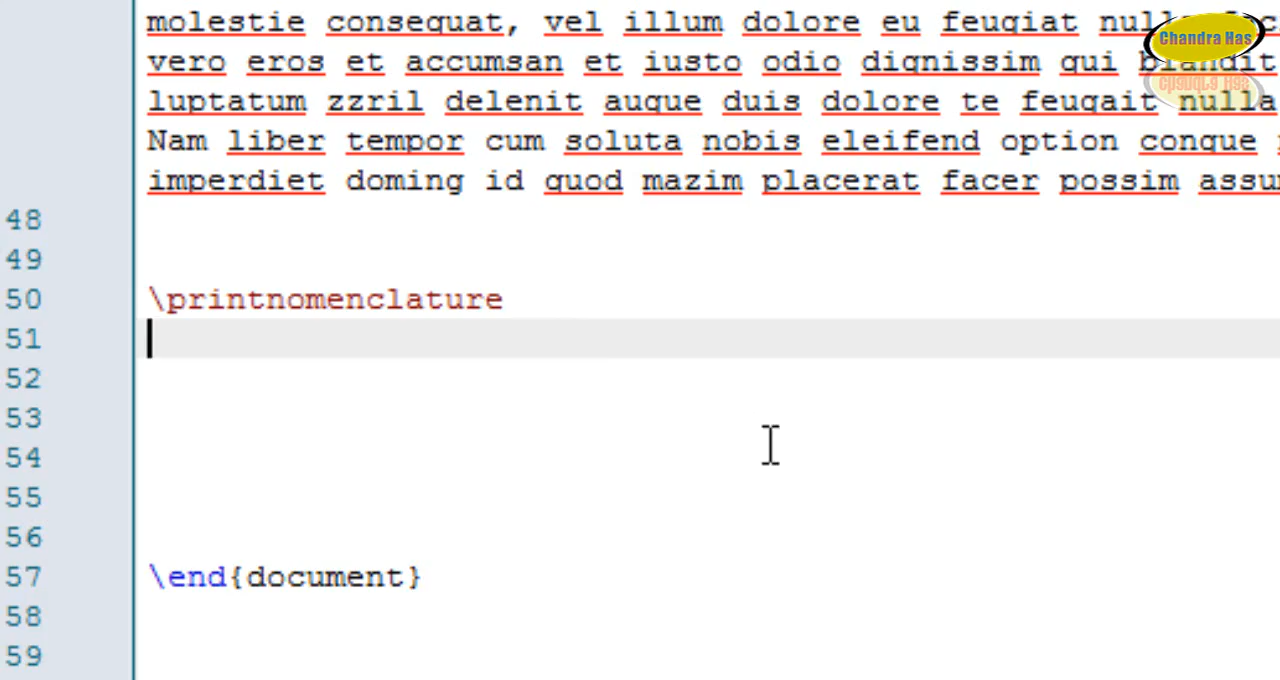 molestie consequat, vel illum dolore eu feugiat
vero eros et accumsan et iusto odio dignissim qui blandit
luptatum zzril delenit augue duis dolore te feugait nulla
Nam liber tempor cum soluta nobis eleifend option congue
imperdiet doming id quod mazim placerat facer possim
48
49
50 \printnomenclature
51
52
53
54
55
56
57 \end{document}
58
59
Chandra Has